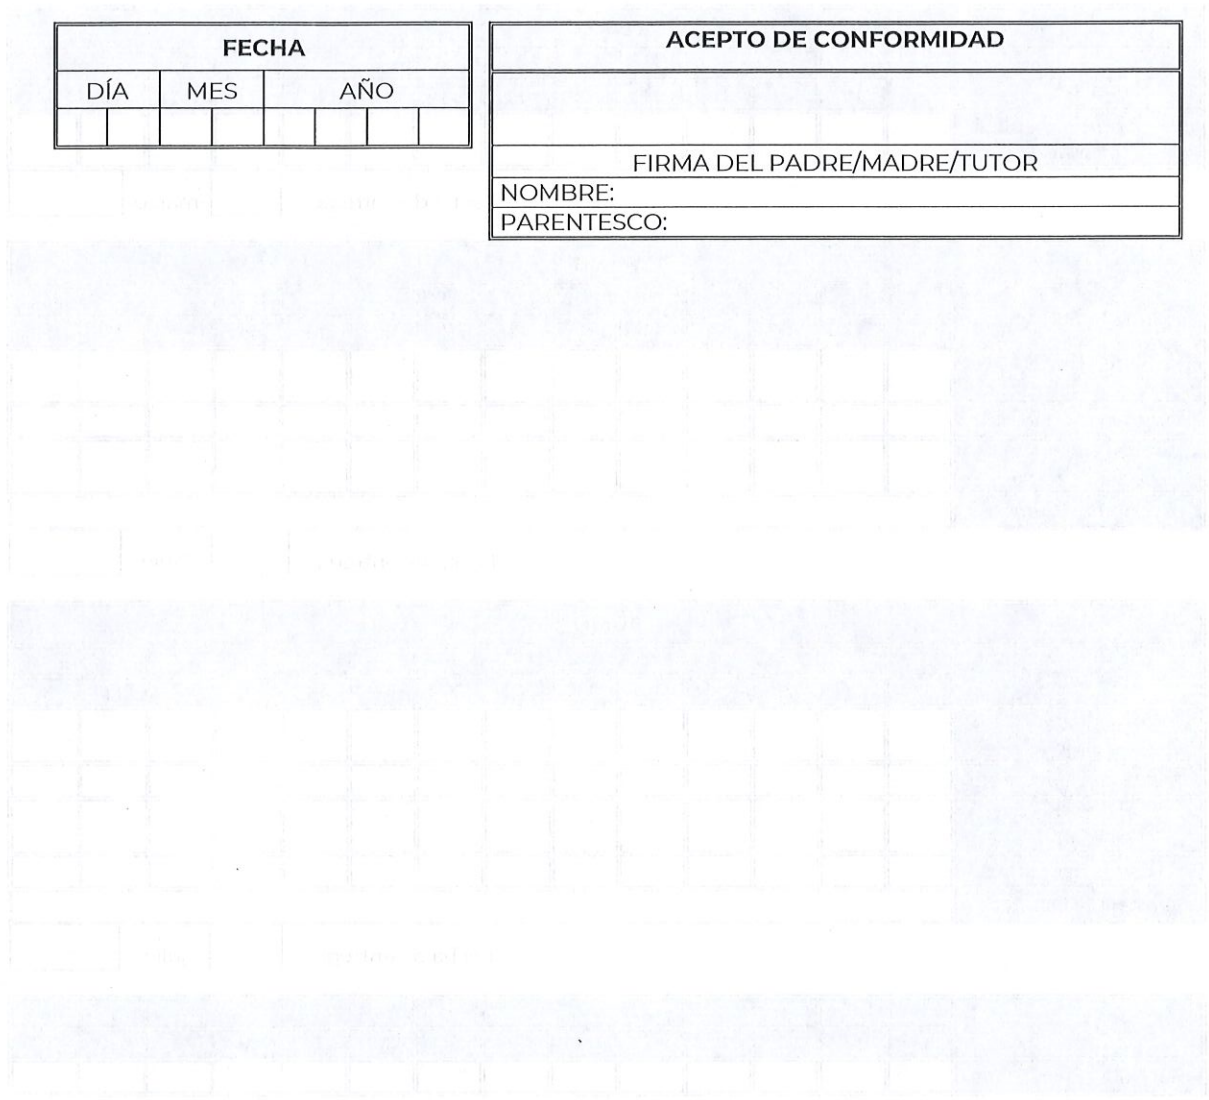 FECHA
DÍA MES AÑO
ACEPTO DE CONFORMIDAD
FIRMA DEL PADRE/MADRE/TUTOR
NOMBRE:
PARENTESCO: